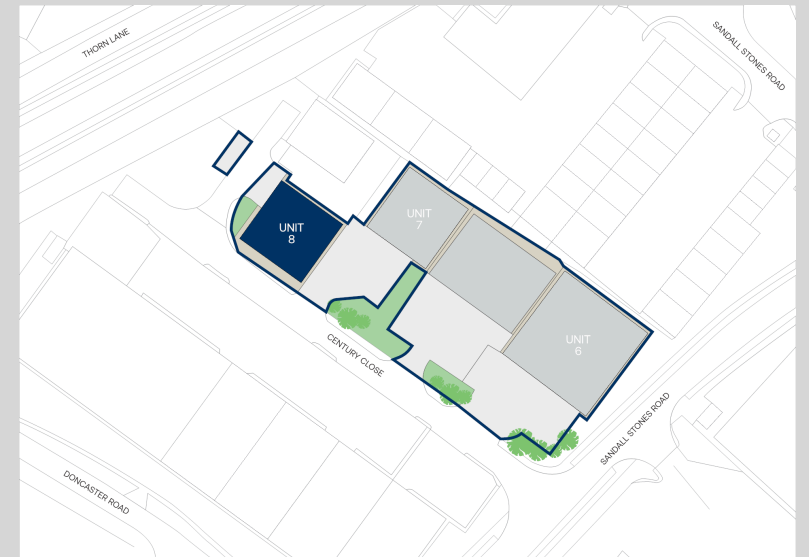 THORN LANE
SANDALL STONES ROAD
UNIT
7
UNIT
8
UNIT
6
CENTURY CLOSE
SANDALL STONES ROAD
DONCASTER ROAD